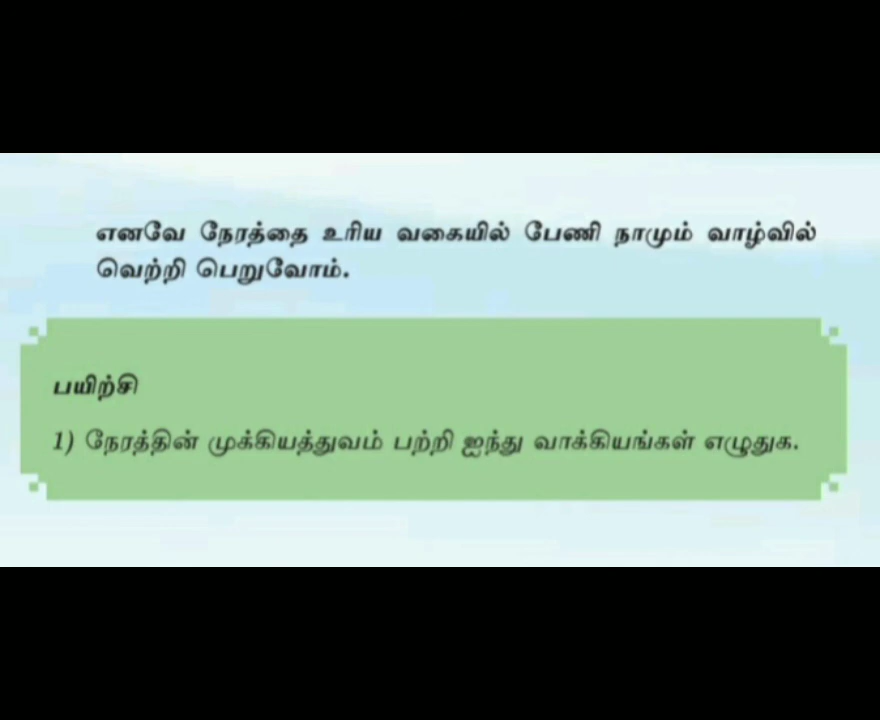 எனவே நேரத்தை உரிய வகையில் பேணி நாமும் வாழ்வில்
வெற்றி பெறுவோம்.
பயிற்சி
1) நேரத்தின் முக்கியத்துவம் பற்றி ஐந்து வாக்கியங்கள் எழுதுக.